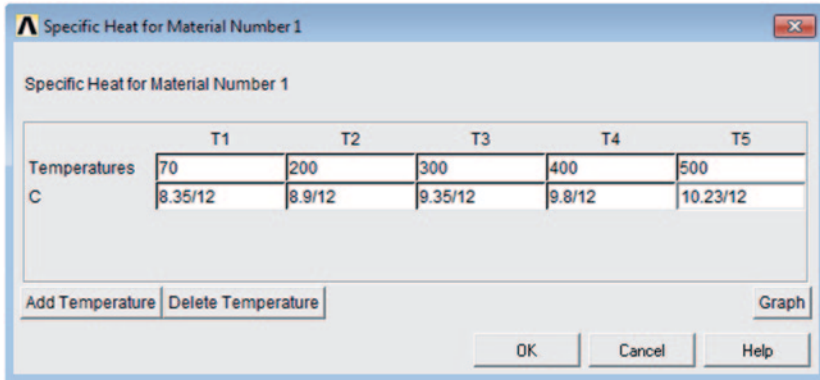 Specific Heat for Material Number 1
Specific Heat for Material Number 1
T1 T2 T3 T4 T5
Temperatures 70 200 300 400 500
C 8.35/12 8.9/12 9.35/12 9.8/12 10.23/12
Add Temperature Delete Temperature Graph
OK Cancel Help